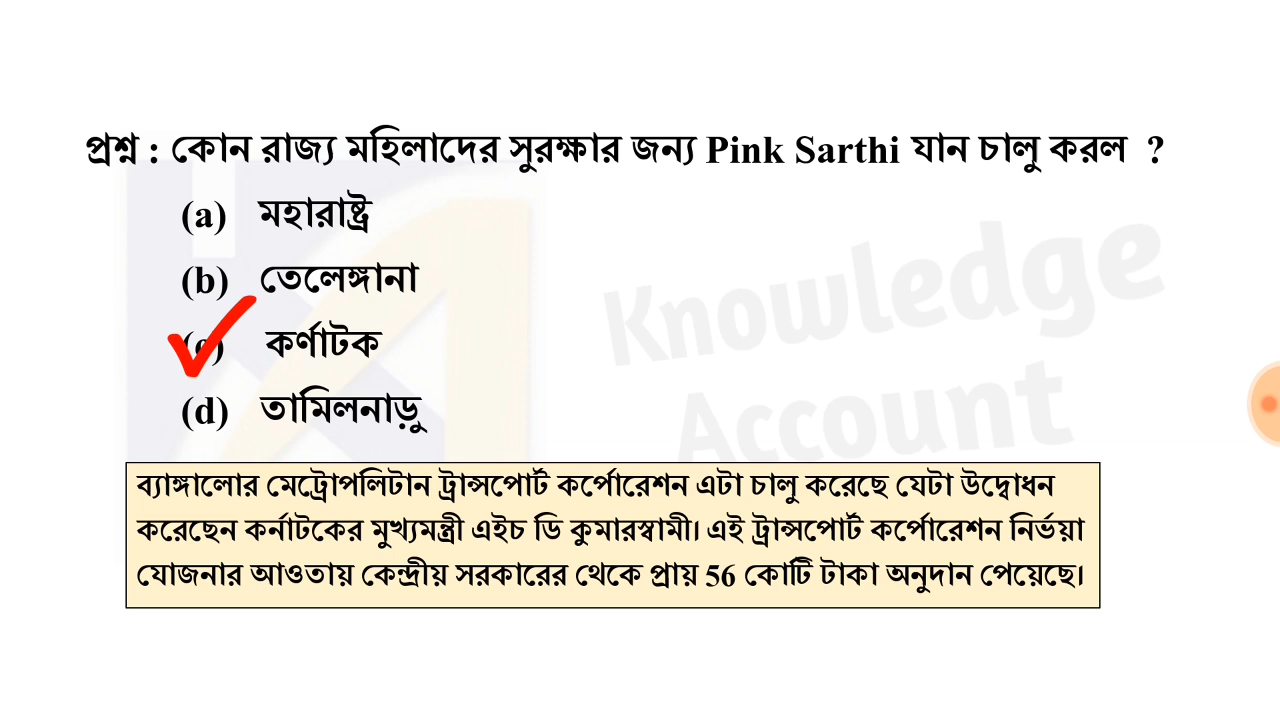 প্রশ্ন : কোন রাজ্য মহিলাদের সুরক্ষার জন্য Pink Sarthi যান চালু করল ?
(a) মহারাষ্ট্র
(b) তেলেঙ্গানা
(c) কর্ণাটক
(d) তামিলনাড়ু
Knowledge
Account
ব্যাঙ্গালোর মেট্রোপলিটান ট্রান্সপোর্ট কর্পোরেশন এটা চালু করেছে যেটা উদ্বোধন
করেছেন কর্নাটকের মুখ্যমন্ত্রী এইচ ডি কুমারস্বামী। এই ট্রান্সপোর্ট কর্পোরেশন নির্ভয়া
যোজনার আওতায় কেন্দ্রীয় সরকারের থেকে প্রায় 56 কোটি টাকা অনুদান পেয়েছে।